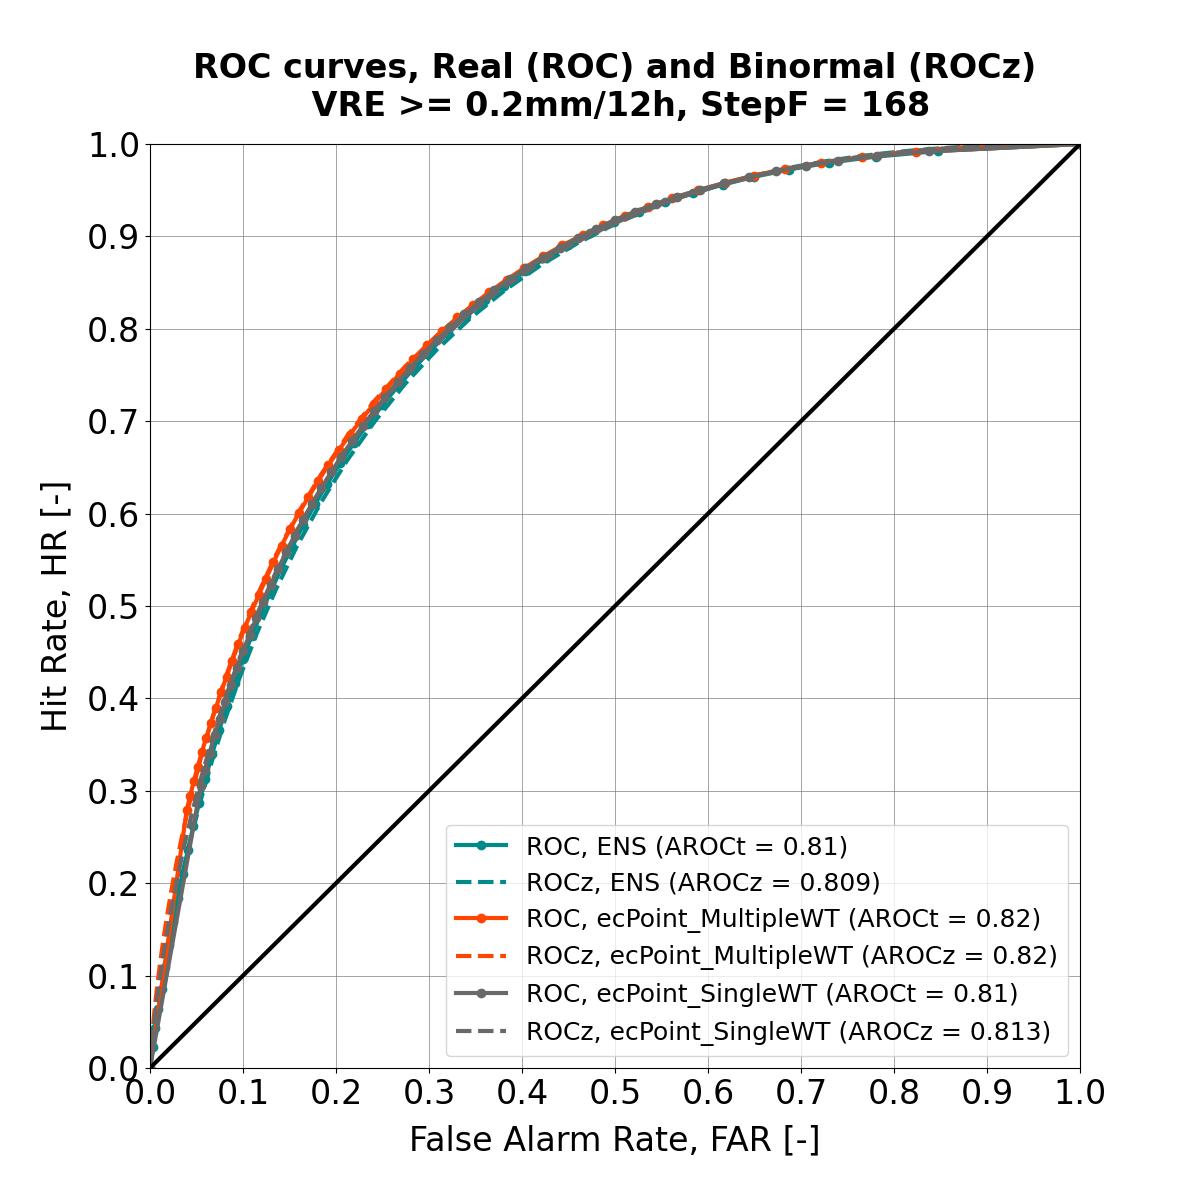 ROC curves, Real (ROC) and Binormal (ROCz)
VRE >= 0.2mm/12h, StepF = 168
1.0
0.9
0.8
0.7
0.6
0.5
0.4
0.3
0.2
0.1
0.0
Hit Rate, HR [-]
ROC, ENS (AROCt = 0.81)
ROCz, ENS (AROCz = 0.809)
ROC, ecPoint_MultipleWT (AROCt = 0.82)
ROCz, ecPoint_MultipleWT (AROCz = 0.82)
ROC, ecPoint_SingleWT (AROCt = 0.81)
ROCz, ecPoint_SingleWT (AROCz = 0.813)
0.0 0.1 0.2 0.3 0.4 0.5 0.6 0.7 0.8 0.9 1.0
False Alarm Rate, FAR [-]